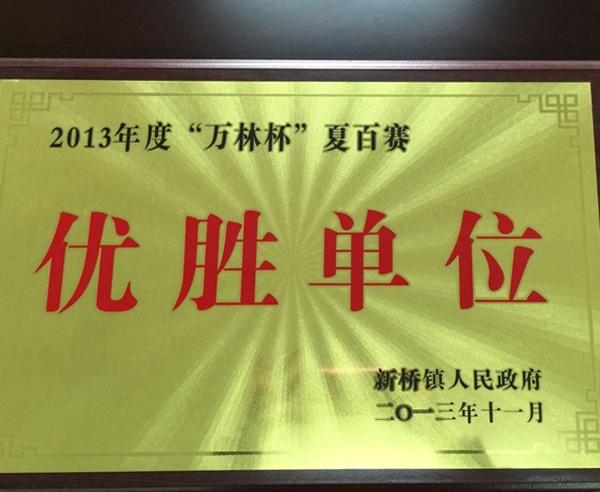 2013年度“万林杯”夏百赛
优胜单位
新桥镇人民政府
二〇一三年十一月